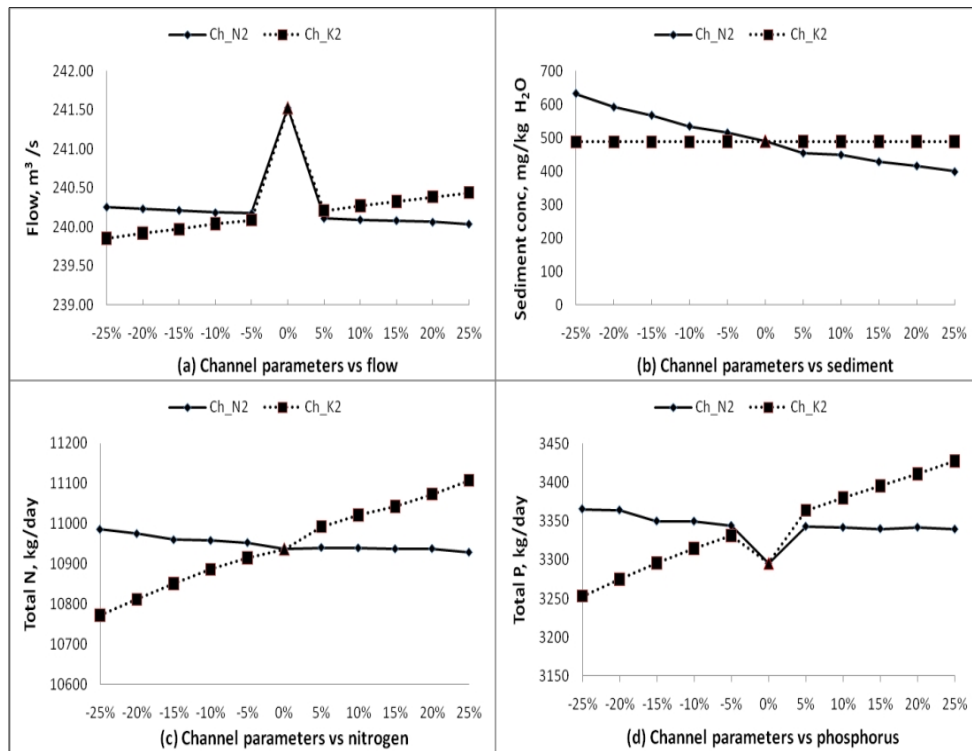 Ch_N2 Ch_K2
242.00
241.50
241.00
240.50
240.00
239.50
239.00
Flow, m³ /s
-25% -20% -15% -10% -5% 0% 5% 10% 15% 20% 25%
(a) Channel parameters vs flow
Ch_N2 Ch_K2
700
600
500
400
300
200
100
0
Sediment conc, mg/kg H₂O
-25% -20% -15% -10% -5% 0% 5% 10% 15% 20% 25%
(b) Channel parameters vs sediment
Ch_N2 Ch_K2
11200
11100
11000
10900
10800
10700
10600
Total N, kg/day
-25% -20% -15% -10% -5% 0% 5% 10% 15% 20% 25%
(c) Channel parameters vs nitrogen
Ch_N2 Ch_K2
3450
3400
3350
3300
3250
3200
3150
Total P, kg/day
-25% -20% -15% -10% -5% 0% 5% 10% 15% 20% 25%
(d) Channel parameters vs phosphorus